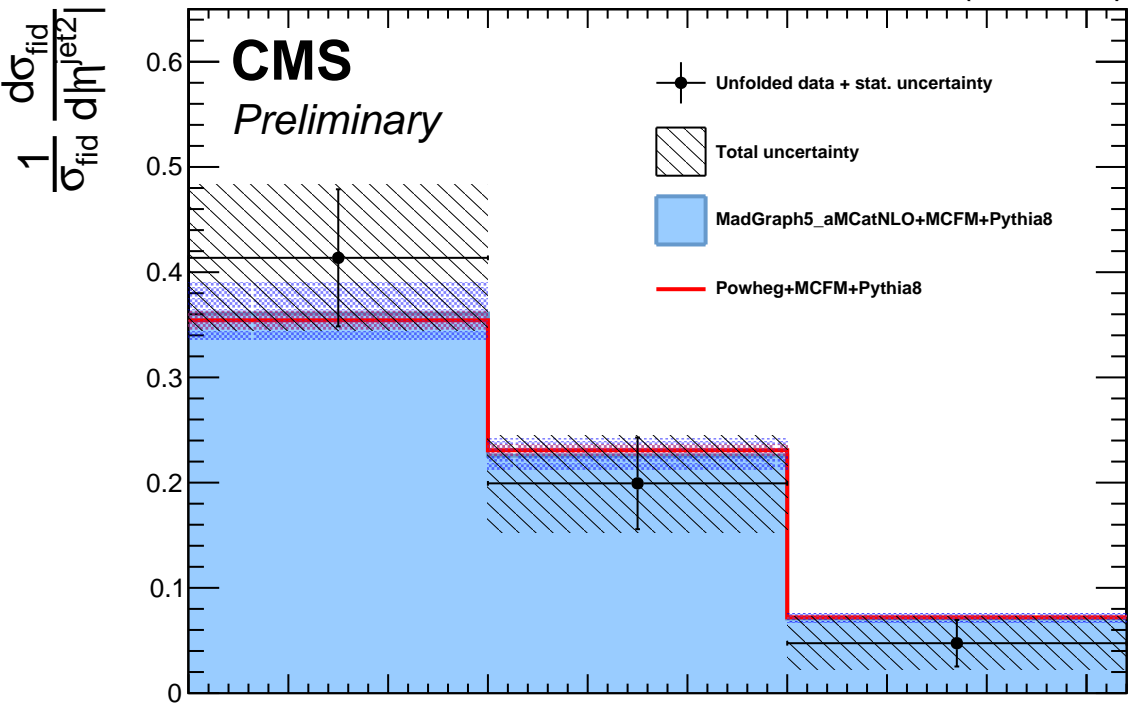 1 dσfid
σfid d|η^jet2|
CMS
Preliminary
Unfolded data + stat. uncertainty
Total uncertainty
MadGraph5_aMCatNLO+MCFM+Pythia8
Powheg+MCFM+Pythia8
0.6
0.5
0.4
0.3
0.2
0.1
0